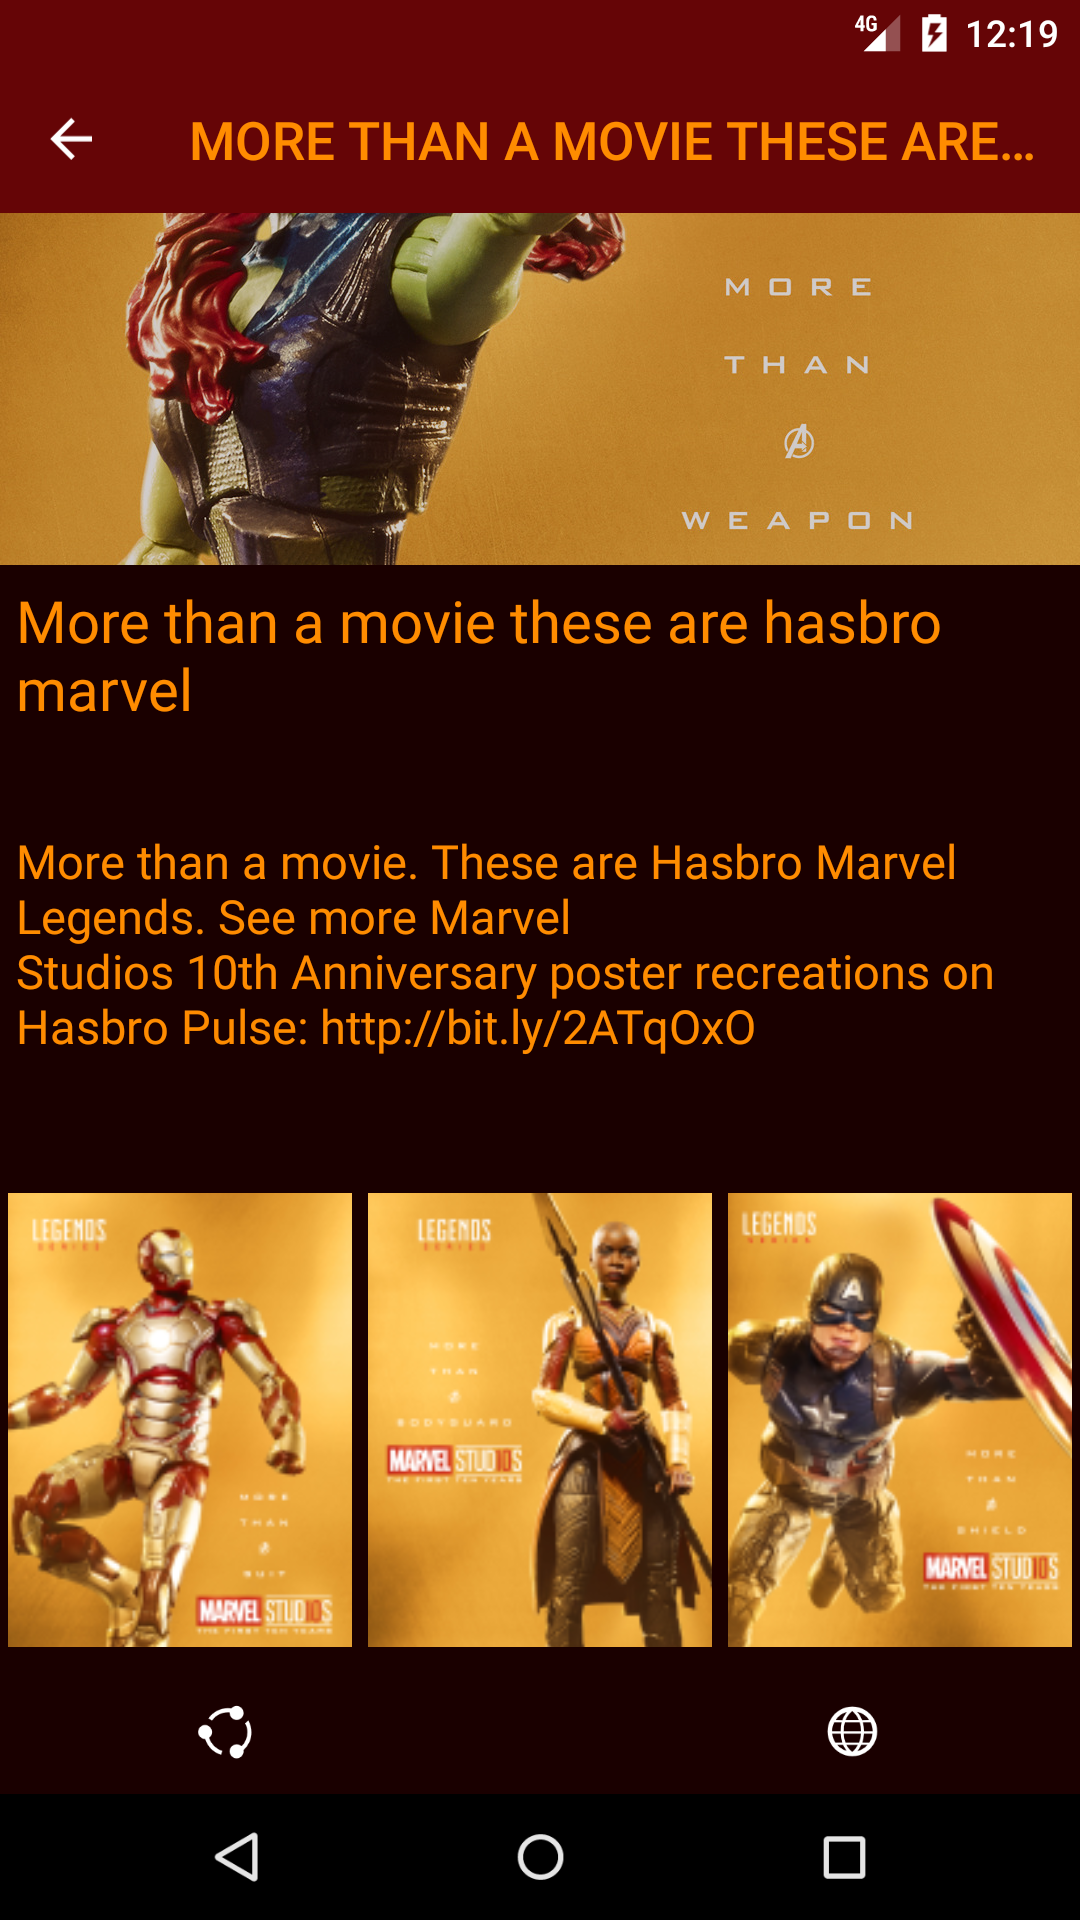 4G 12:19
MORE THAN A MOVIE THESE ARE...
MORE
THAN
A
WEAPON
More than a movie these are hasbro
marvel
More than a movie. These are Hasbro Marvel
Legends. See more Marvel
Studios 10th Anniversary poster recreations on
Hasbro Pulse: http://bit.ly/2ATqOxO
LEGENDS
SERIES
MORE
THAN
A
SUIT
MARVEL STUDIOS
THE FIRST TEN YEARS
LEGENDS
SERIES
MORE
THAN
A
BODYGUARD
MARVEL STUDIOS
THE FIRST TEN YEARS
LEGENDS
SERIES
A
MORE
THAN
A
SHIELD
MARVEL STUDIOS
THE FIRST TEN YEARS